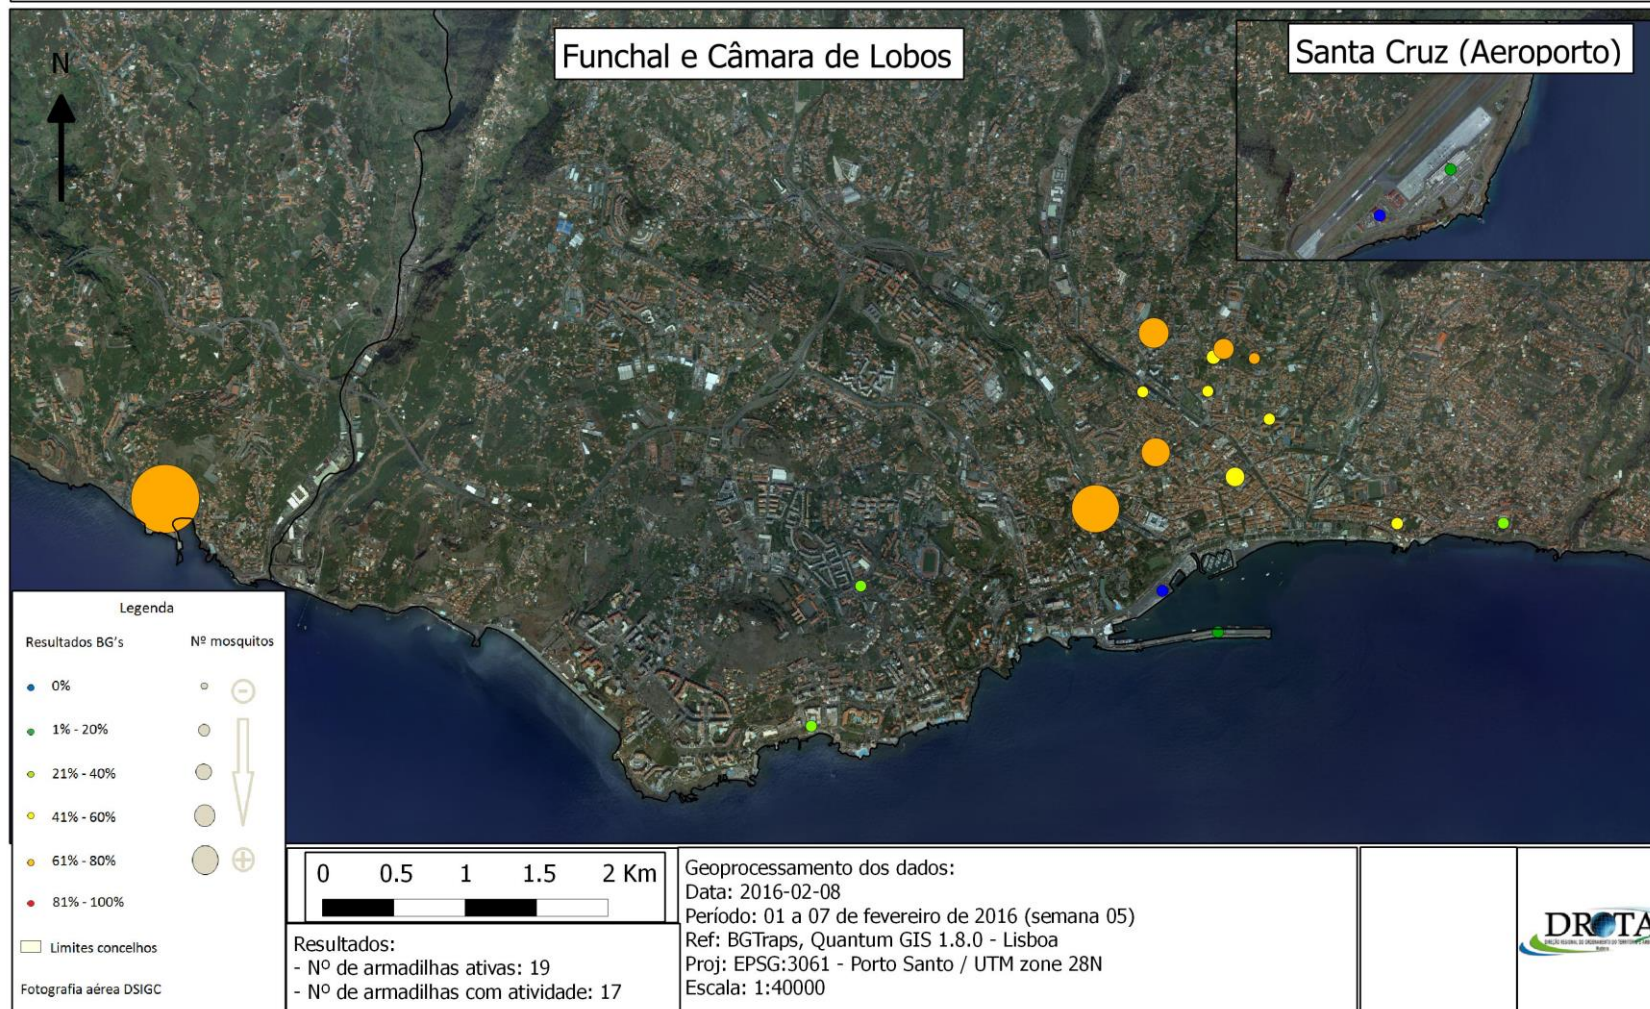 Funchal e Câmara de Lobos
Santa Cruz (Aeroporto)
N
Legenda
Resultados BG's
Nº mosquitos
0%
1% - 20%
21% - 40%
41% - 60%
61% - 80%
81% - 100%
Limites concelhos
Fotografia aérea DSIGC
0 0.5 1 1.5 2 Km
Resultados:
- Nº de armadilhas ativas: 19
- Nº de armadilhas com atividade: 17
Geoprocessamento dos dados:
Data: 2016-02-08
Período: 01 a 07 de fevereiro de 2016 (semana 05)
Ref: BGTraps, Quantum GIS 1.8.0 - Lisboa
Proj: EPSG:3061 - Porto Santo / UTM zone 28N
Escala: 1:40000
DROTA